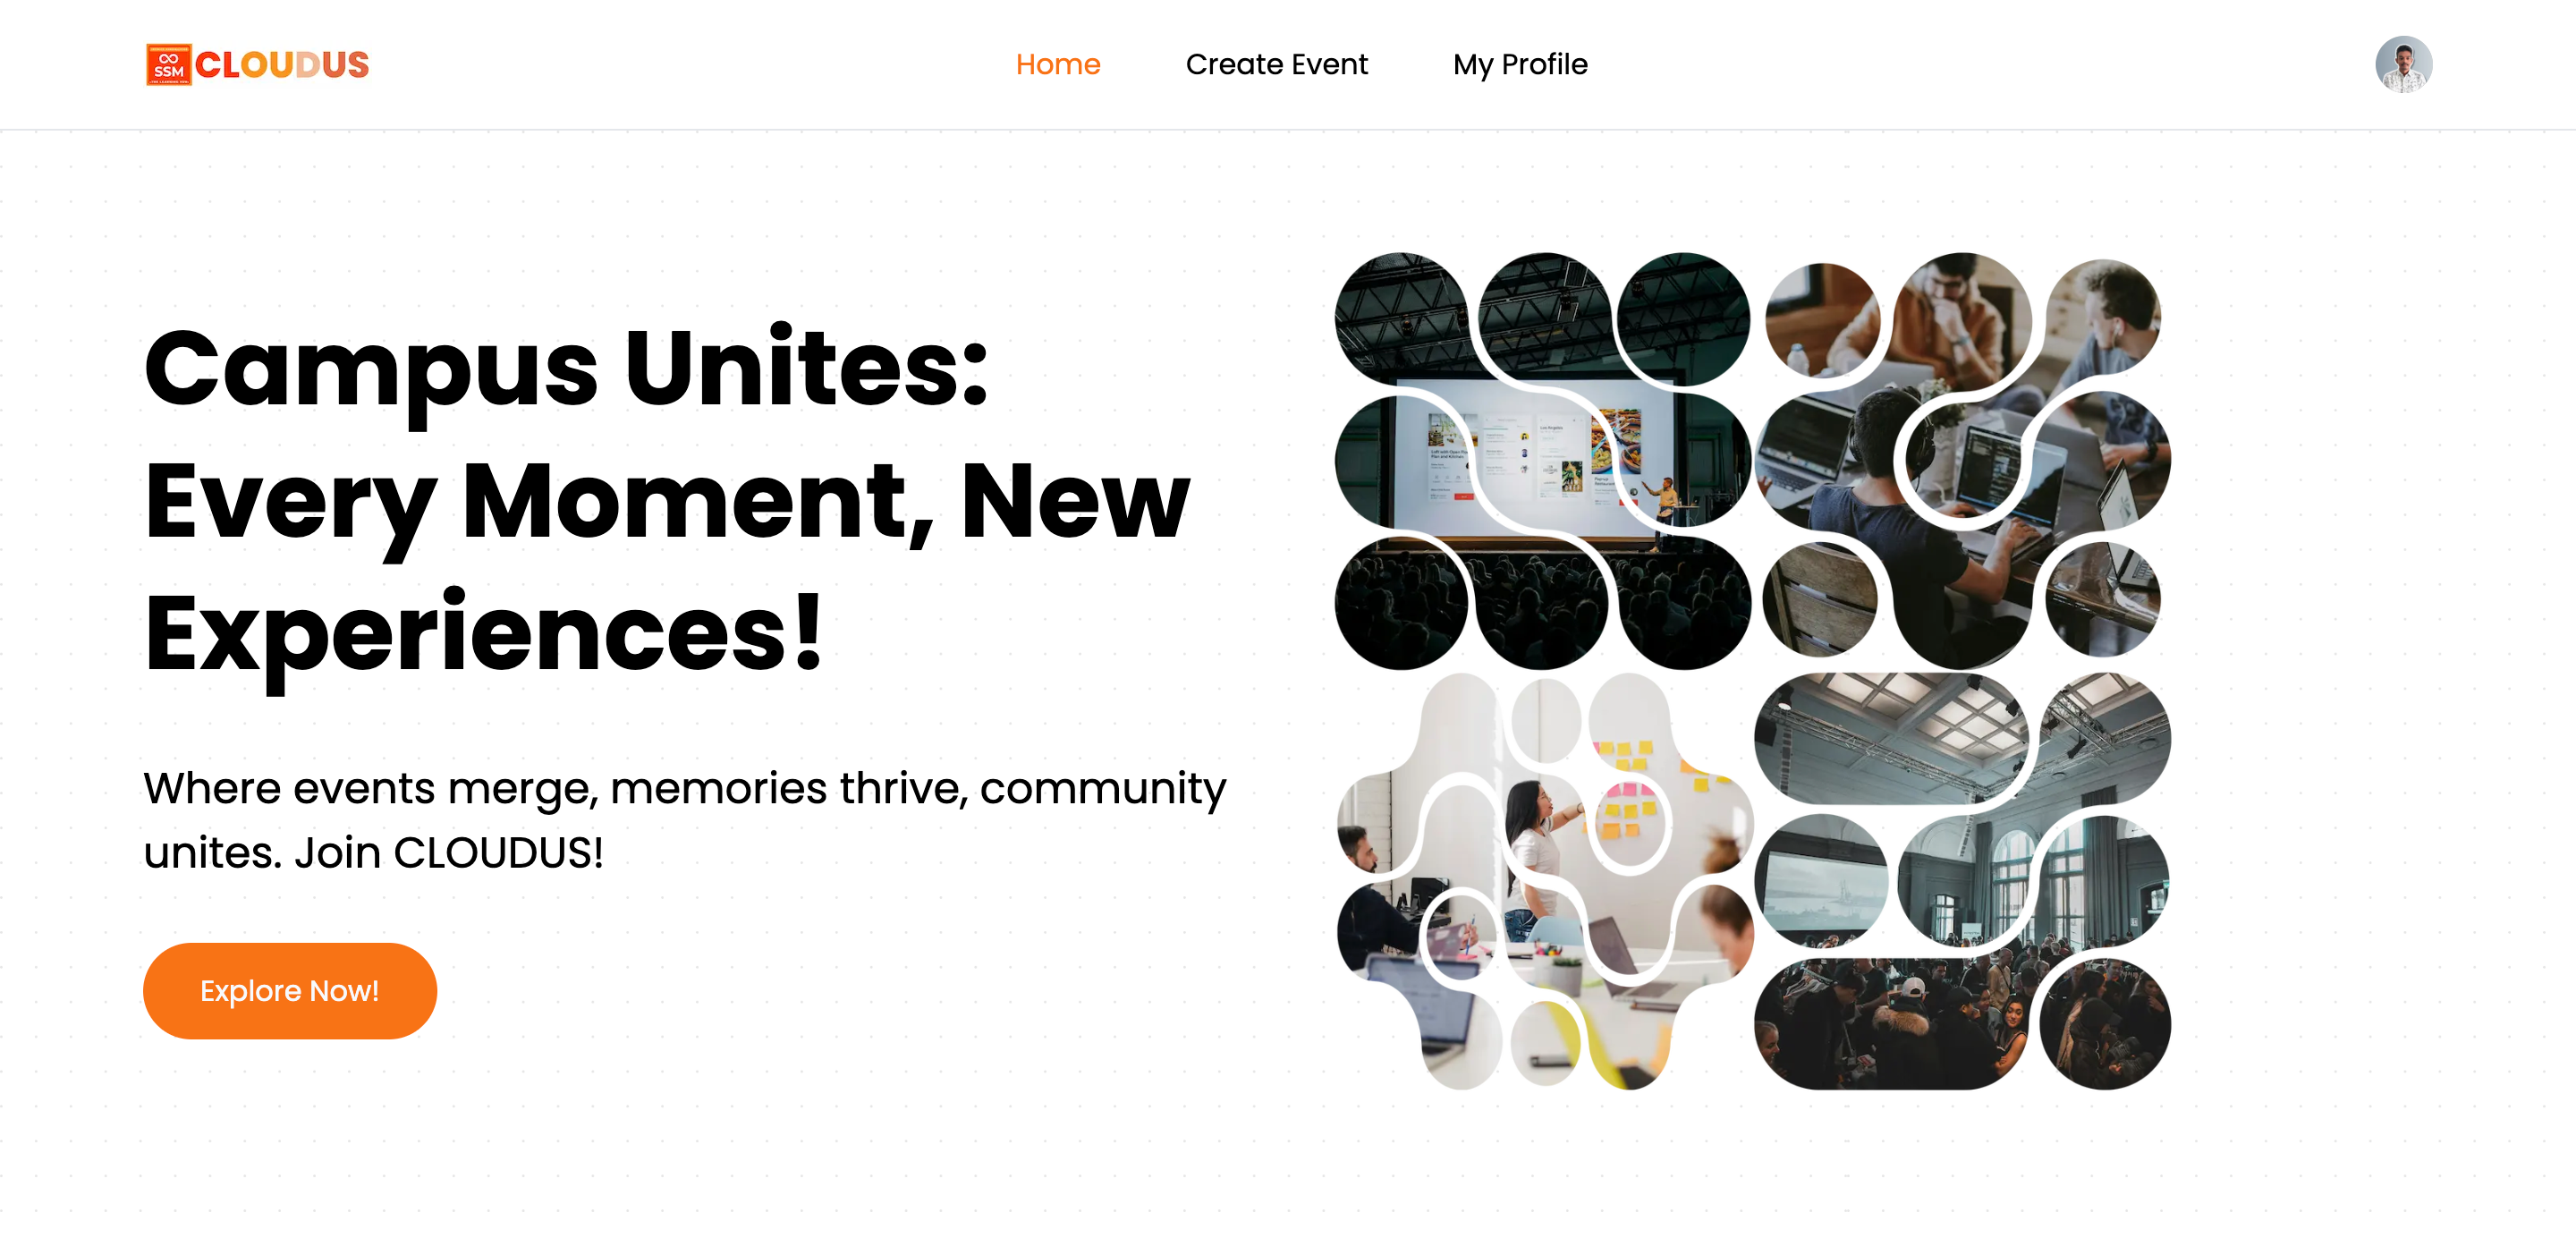 SSM
CLOUDUS
Home
Create Event
My Profile
Campus Unites:
Every Moment, New
Experiences!
Where events merge, memories thrive, community
unites. Join CLOUDUS!
Explore Now!